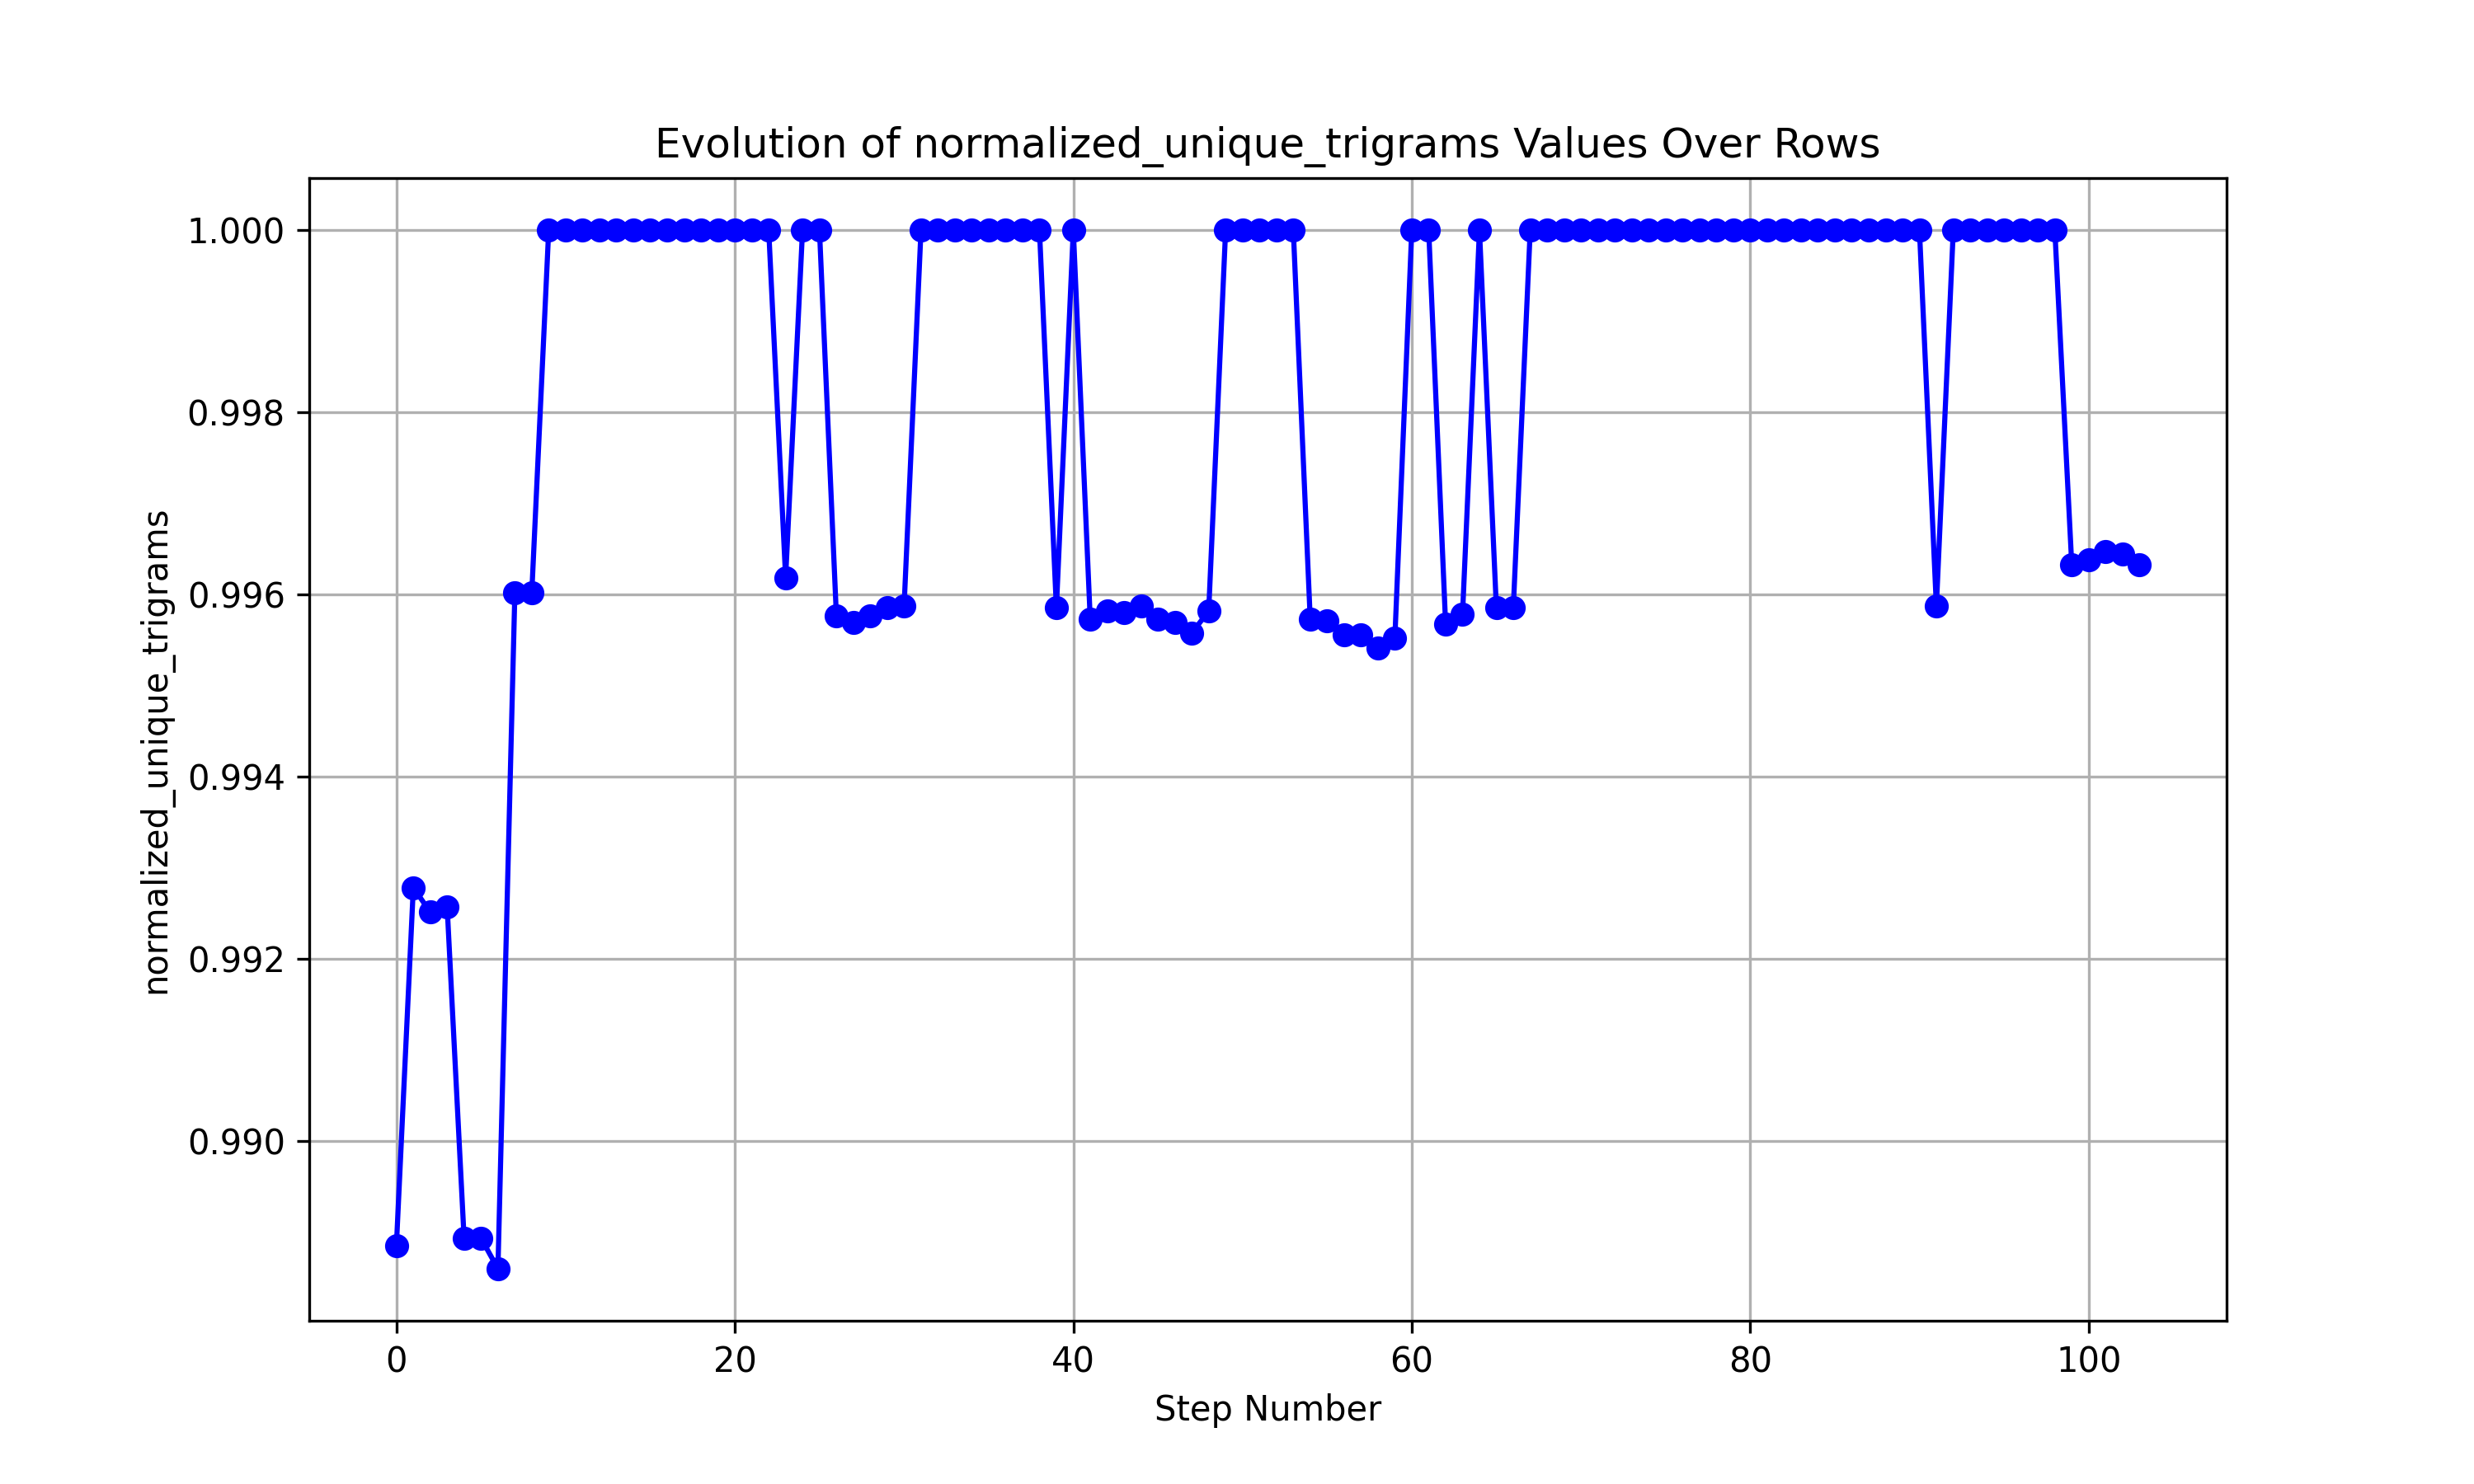 Evolution of normalized_unique_trigrams Values Over Rows
normalized_unique_trigrams
1.000
0.998
0.996
0.994
0.992
0.990
0 20 40 60 80 100
Step Number